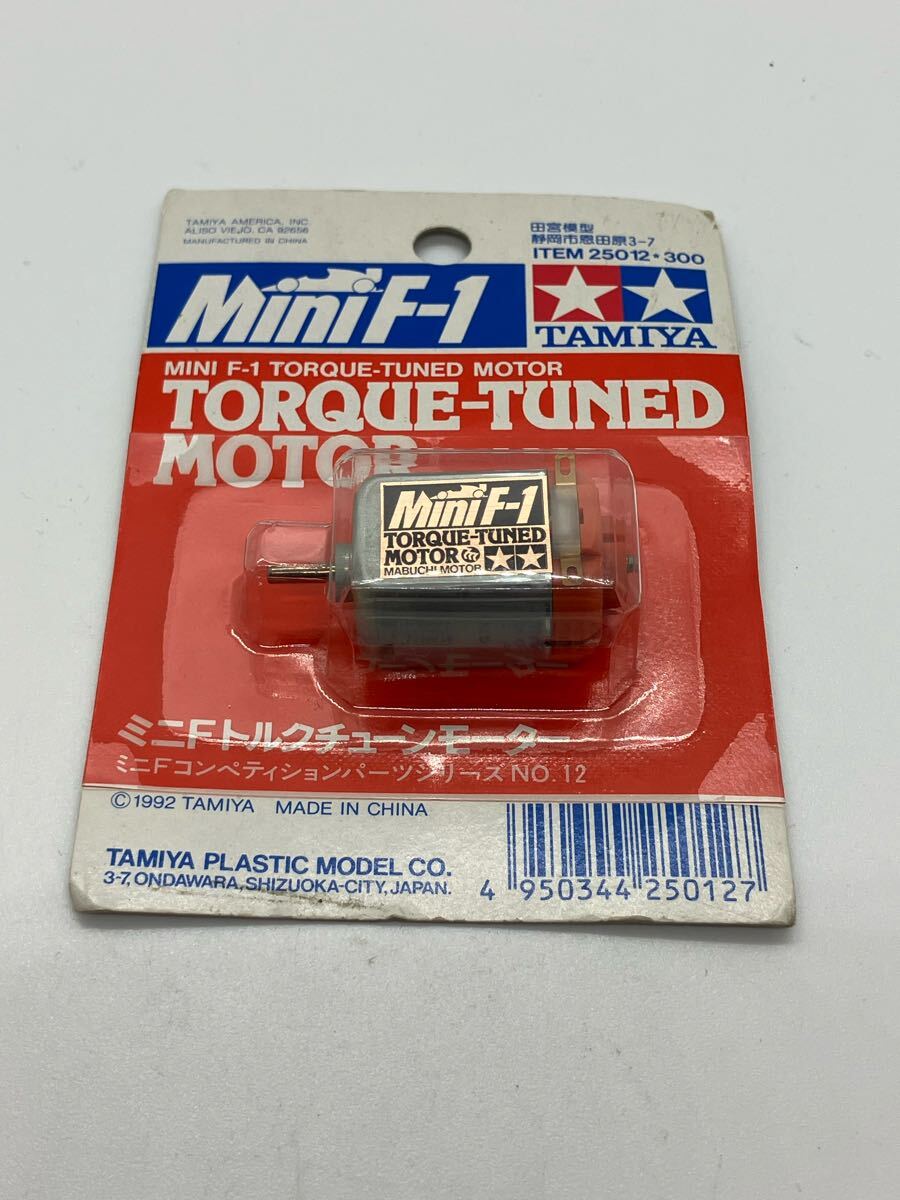 TAMIYA AMERICA, INC.
ALISO VIEJO, CA 92656
MANUFACTURED IN CHINA
田宮模型
静岡市恩田原3-7
ITEM 25012★300
Mini F-1
TAMIYA
MINI F-1 TORQUE-TUNED MOTOR
TORQUE-TUNED
MOTOR
Mini F-1
TORQUE-TUNED
MOTOR
MABUCHI MOTOR
ミニFトルクチューンモーター
ミニFコンペティションパーツシリーズ NO. 12
©1992 TAMIYA MADE IN CHINA
TAMIYA PLASTIC MODEL CO.
3-7, ONDAWARA, SHIZUOKA-CITY, JAPAN.
4 950344 250127